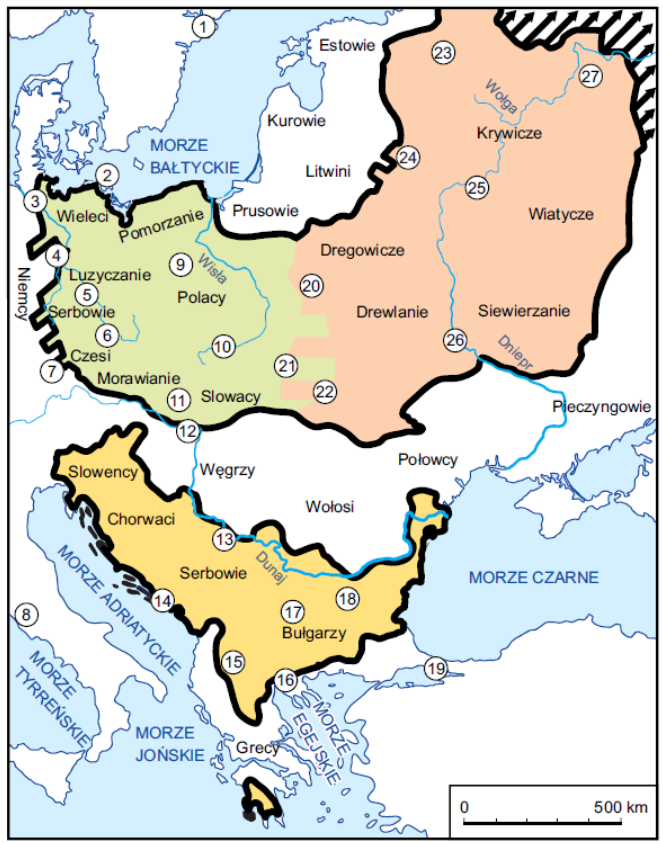 1
Estowie
23
27
Wołga
Kurowie
Krywicze
MORZE
BAŁTYCKIE
Litwini
24
2
25
3
Wieleci
Pomorzanie
Prusowie
Wiatycze
Niemcy
4
Luzyczanie
9
Wisła
Dregowicze
5
Polacy
20
Serbowie
Drewlanie
Siewierzanie
6
10
26
Dniepr
Czesi
7
21
Morawianie
11
Slowacy
22
Pieczyngowie
12
Slowency
Węgrzy
Połowcy
Chorwaci
Wołosi
13
Serbowie
Dunaj
MORZE CZARNE
MORZE ADRIATYCKIE
14
17
18
8
Bułgarzy
MORZE
TYRREŃSKIE
15
16
19
MORZE
JOŃSKIE
MORZE
EGEJSKIE
Grecy
0
500 km